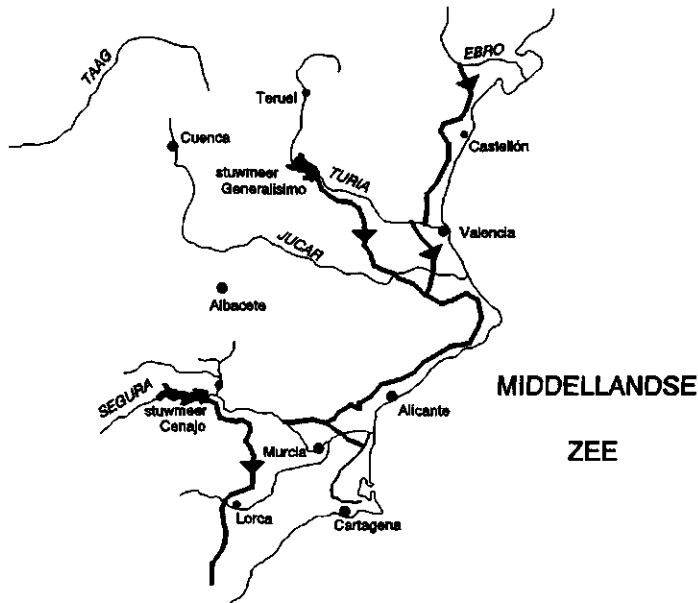 TAAG
EBRO
Teruel
Castellón
Cuenca
stuwmeer
Generalisimo
TURIA
Valencia
JUCAR
Albacete
MIDDELLANDSE
ZEE
SEGURA
stuwmeer
Cenajo
Alicante
Murcia
Lorca
Cartagena